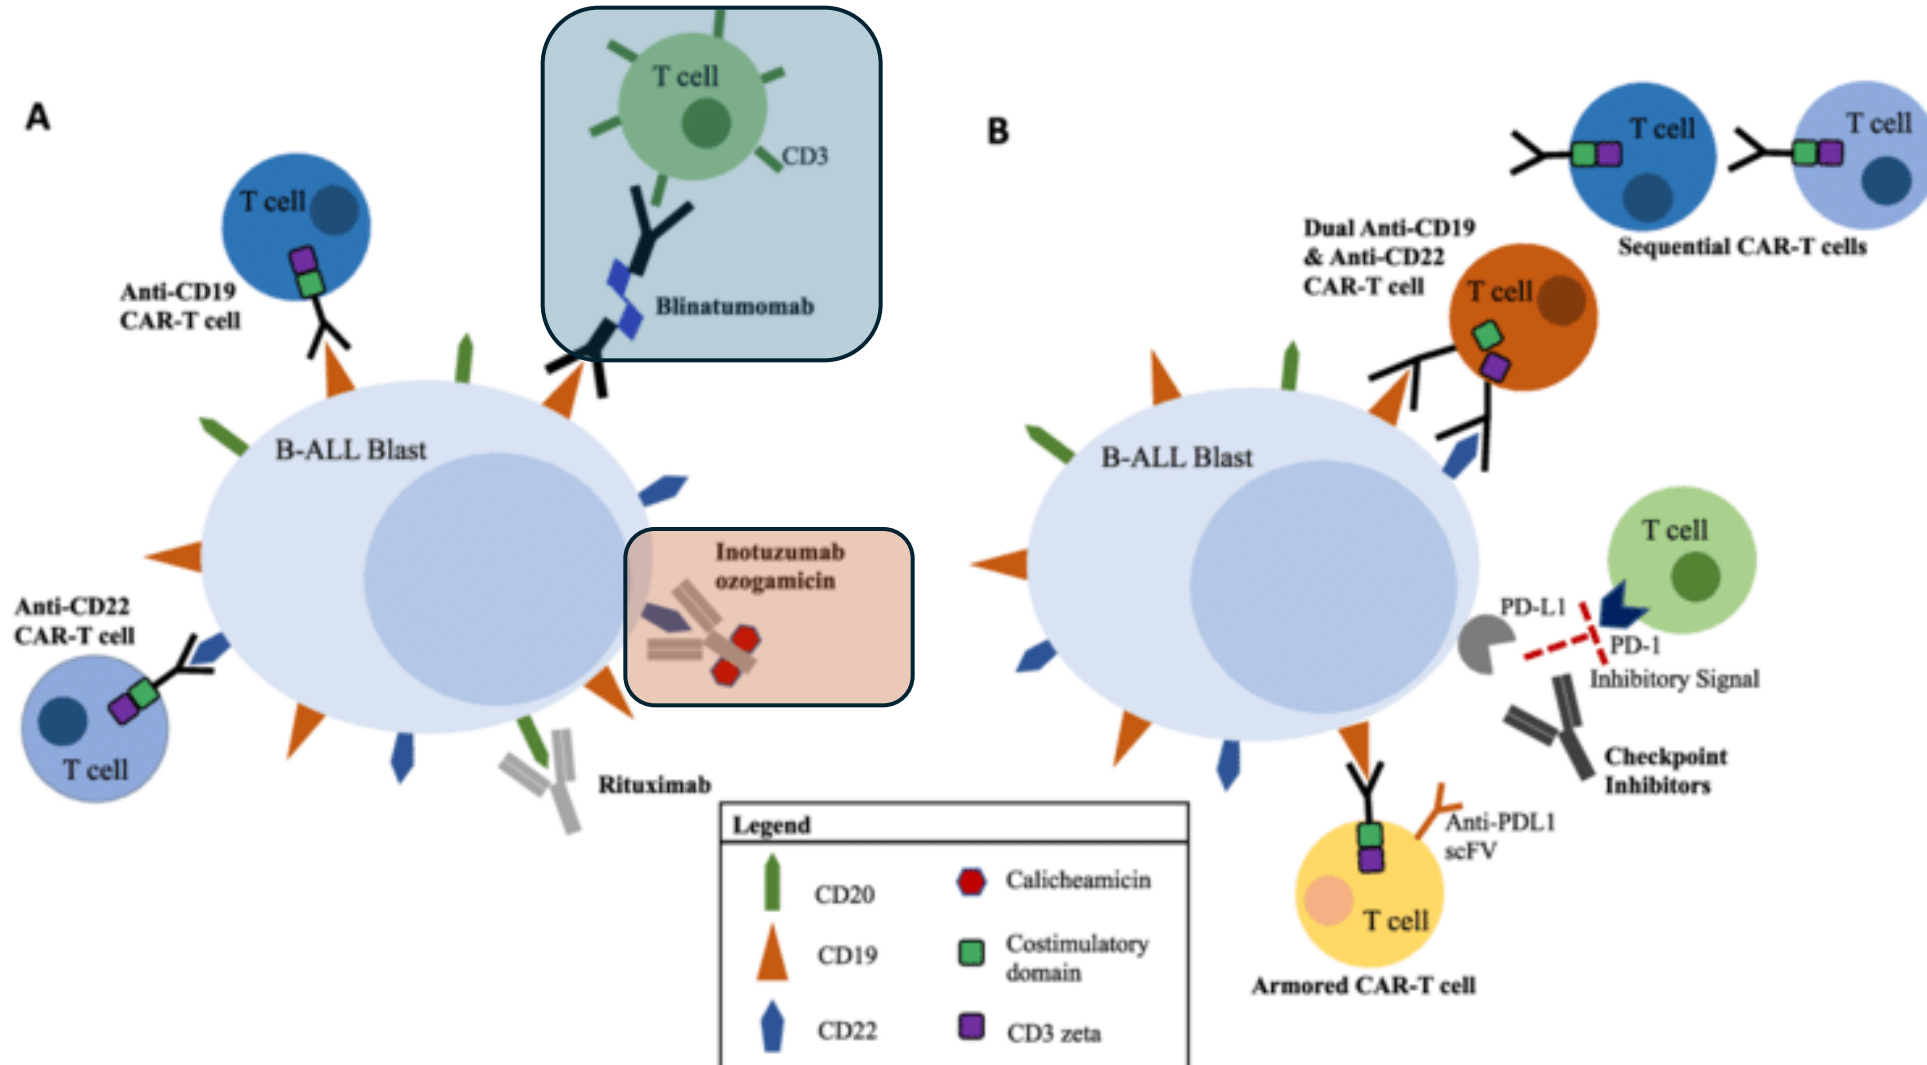 A
T cell
CD3
Blinatumomab
T cell
Anti-CD19
CAR-T cell
B-ALL Blast
Inotuzumab
ozogamicin
Anti-CD22
CAR-T cell
T cell
Rituximab
B
T cell
T cell
Sequential CAR-T cells
Dual Anti-CD19
& Anti-CD22
CAR-T cell
T cell
B-ALL Blast
T cell
PD-L1
PD-1
Inhibitory Signal
Checkpoint
Inhibitors
Anti-PDL1
scFV
T cell
Armored CAR-T cell
Legend
CD20
CD19
CD22
Calicheamicin
Costimulatory
domain
CD3 zeta